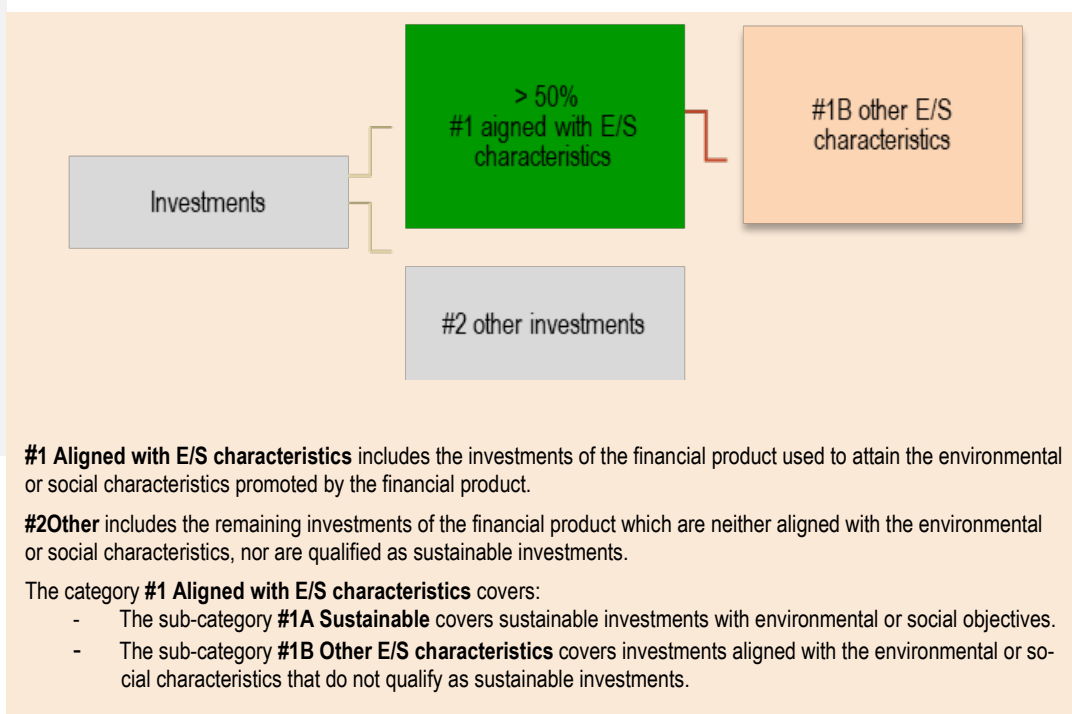 > 50%
#1 aigned with E/S
characteristics
#1B other E/S
characteristics
Investments
#2 other investments
#1 Aligned with E/S characteristics includes the investments of the financial product used to attain the environmental
or social characteristics promoted by the financial product.
#2Other includes the remaining investments of the financial product which are neither aligned with the environmental
or social characteristics, nor are qualified as sustainable investments.
The category #1 Aligned with E/S characteristics covers:
- The sub-category #1A Sustainable covers sustainable investments with environmental or social objectives.
- The sub-category #1B Other E/S characteristics covers investments aligned with the environmental or so-
cial characteristics that do not qualify as sustainable investments.